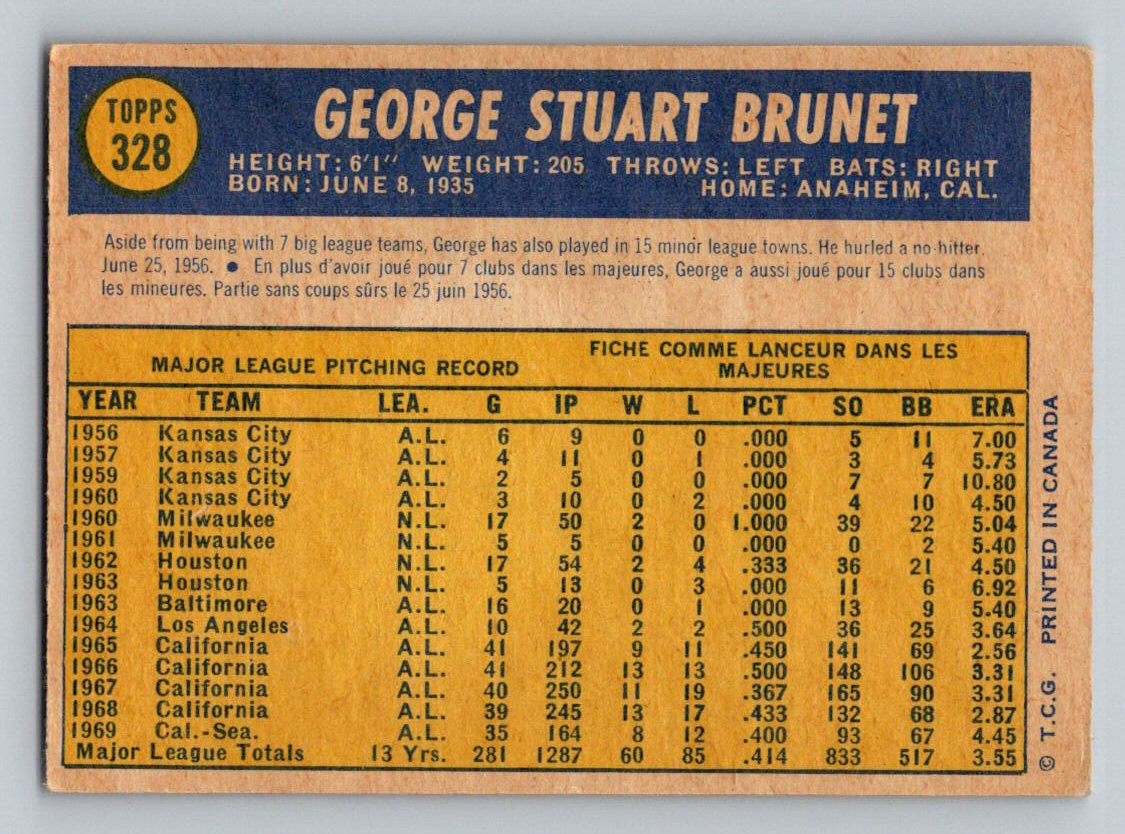 TOPPS
328
GEORGE STUART BRUNET
HEIGHT: 6'1" WEIGHT: 205 THROWS: LEFT BATS: RIGHT
BORN: JUNE 8, 1935 HOME: ANAHEIM, CAL.
Aside from being with 7 big league teams, George has also played in 15 minor league towns. He hurled a no-hitter,
June 25, 1956. ● En plus d'avoir joué pour 7 clubs dans les majeures, George a aussi joué pour 15 clubs dans
les mineures. Partie sans coups sûrs le 25 juin 1956.
MAJOR LEAGUE PITCHING RECORD
FICHE COMME LANCEUR DANS LES
MAJEURES
YEAR TEAM LEA. G IP W L PCT SO BB ERA
1956 Kansas City A.L. 6 9 0 0 .000 5 11 7.00
1957 Kansas City A.L. 4 11 0 1 .000 3 4 5.73
1959 Kansas City A.L. 2 5 0 0 .000 7 7 10.80
1960 Kansas City A.L. 3 10 0 2 .000 4 10 4.50
1960 Milwaukee N.L. 17 50 2 0 1.000 39 22 5.04
1961 Milwaukee N.L. 5 5 0 0 .000 0 2 5.40
1962 Houston N.L. 17 54 2 4 .333 36 21 4.50
1963 Houston N.L. 5 13 0 3 .000 11 6 6.92
1963 Baltimore A.L. 16 20 0 1 .000 13 9 5.40
1964 Los Angeles A.L. 10 42 2 2 .500 36 25 3.64
1965 California A.L. 41 197 9 11 .450 141 69 2.56
1966 California A.L. 41 212 13 13 .500 148 106 3.31
1967 California A.L. 40 250 11 19 .367 165 90 3.31
1968 California A.L. 39 245 13 17 .433 132 68 2.87
1969 Cal.-Sea. A.L. 35 164 8 12 .400 93 67 4.45
Major League Totals 13 Yrs. 281 1287 60 85 .414 833 517 3.55
© T.C.G. PRINTED IN CANADA